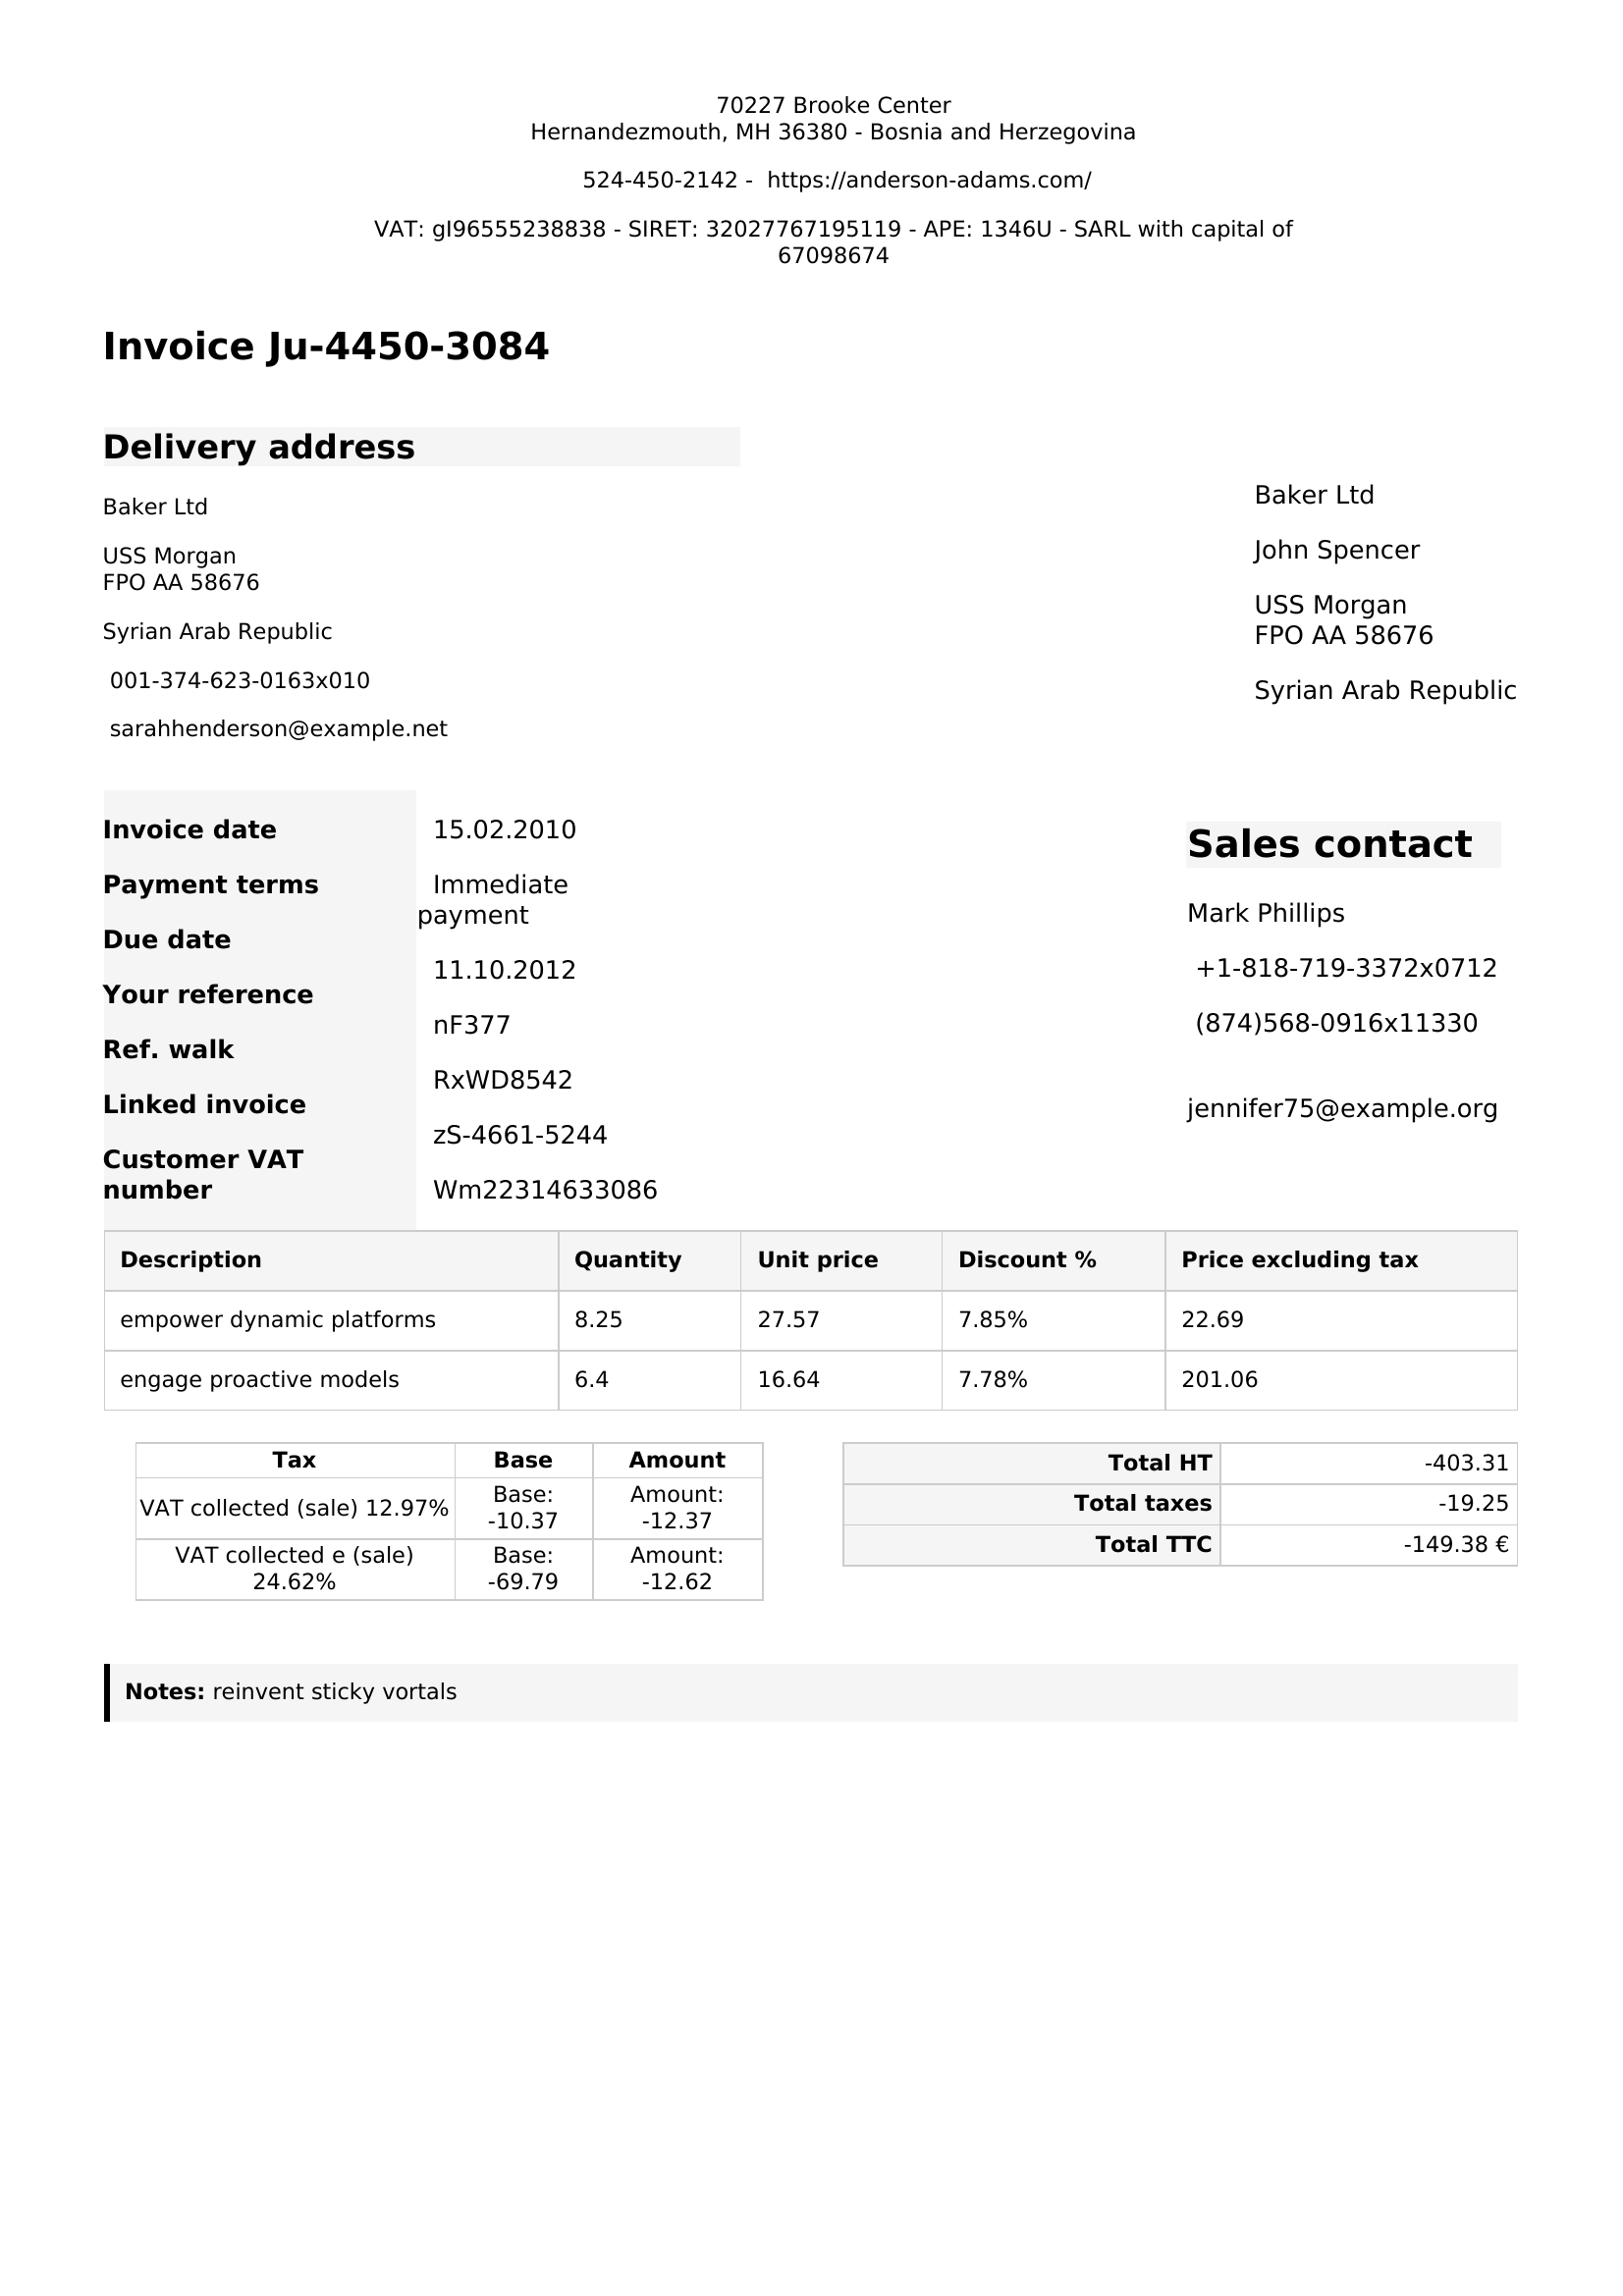 70227 Brooke Center
Hernandezmouth, MH 36380 - Bosnia and Herzegovina
524-450-2142 -  https://anderson-adams.com/
VAT: gI96555238838 - SIRET: 32027767195119 - APE: 1346U - SARL with capital of
67098674
Invoice Ju-4450-3084
Delivery address
Baker Ltd
USS Morgan
FPO AA 58676
Syrian Arab Republic
001-374-623-0163x010
sarahhenderson@example.net
Baker Ltd
John Spencer
USS Morgan
FPO AA 58676
Syrian Arab Republic
Invoice date
Payment terms
Due date
Your reference
Ref. walk
Linked invoice
Customer VAT
number
15.02.2010
Immediate
payment
11.10.2012
nF377
RxWD8542
zS-4661-5244
Wm22314633086
Sales contact
Mark Phillips
+1-818-719-3372x0712
(874)568-0916x11330
jennifer75@example.org
Description Quantity Unit price Discount % Price excluding tax
empower dynamic platforms 8.25 27.57 7.85% 22.69
engage proactive models 6.4 16.64 7.78% 201.06
Tax Base Amount
VAT collected (sale) 12.97% Base: -10.37 Amount: -12.37
VAT collected e (sale) 24.62% Base: -69.79 Amount: -12.62
Total HT -403.31
Total taxes -19.25
Total TTC -149.38 €
Notes: reinvent sticky vortals